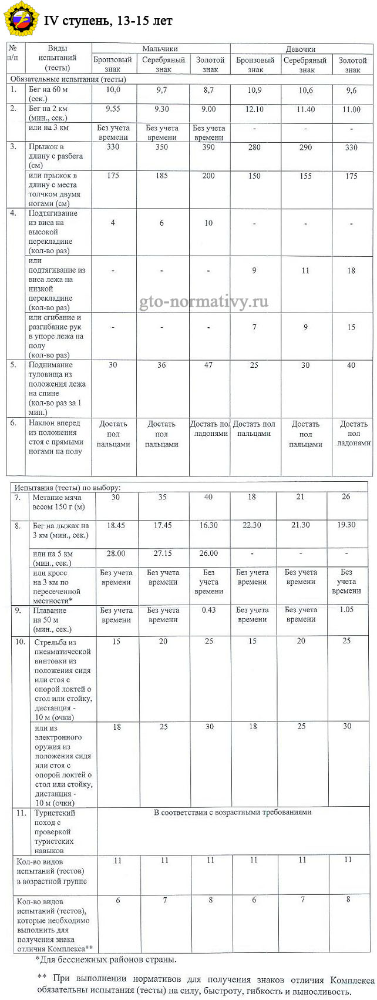 IV ступень, 13-15 лет
№ п/п Виды испытаний (тесты) Мальчики Девочки
Бронзовый знак Серебряный знак Золотой знак Бронзовый знак Серебряный знак Золотой знак
Обязательные испытания (тесты)
1. Бег на 60 м 10,0 9,7 8,7 10,9 10,6 9,6
(сек.)
2. Бег на 2 км 9.55 9.30 9.00 12.10 11.40 11.00
(мин., сек.)
или на 3 км Без учета времени Без учета времени Без учета времени - - -
3. Прыжок в 330 350 390 280 290 330
длину с разбега
(см)
или прыжок в 175 185 200 150 155 175
длину с места
толчком двумя
ногами (см)
4. Подтягивание
из виса на 4 6 10 - - -
высокой
перекладине
(кол-во раз)
или
подтягивание из - - - 9 11 18
виса лежа на
низкой
перекладине
(кол-во раз)
gto-normativy.ru
или сгибание и
разгибание рук - - - 7 9 15
в упоре лежа на
полу
(кол-во раз)
5. Поднимание 30 36 47 25 30 40
туловища из
положения лежа
на спине
(кол-во раз за 1
мин.)
6. Наклон вперед Достать Достать Достать пол Достать пол Достать Достать
из положения пол пол ладонями пальцами пол пол
стоя с прямыми пальцами пальцами пальцами ладонями
ногами на полу
Испытания (тесты) по выбору:
7. Метание мяча 30 35 40 18 21 26
весом 150 г (м)
8. Бег на лыжах на 18.45 17.45 16.30 22.30 21.30 19.30
3 км (мин., сек.)
или на 5 км 28.00 27.15 26.00 - - -
(мин., сек.)
или кросс Без учета Без учета Без Без учета Без учета Без
на 3 км по времени времени учета времени времени учета
пересеченной времени времени
местности*
9. Плавание Без учета Без учета 0.43 Без учета Без учета 1.05
на 50 м времени времени времени времени
(мин., сек.)
10. Стрельба из 15 20 25 15 20 25
пневматической
винтовки из
положения сидя
или стоя с
опорой локтей о
стол или стойку,
дистанция -
10 м (очки)
или из 18 25 30 18 25 30
электронного
оружия из
положения сидя
или стоя с
опорой локтей о
стол или стойку,
дистанция -
10 м (очки)
11. Туристский В соответствии с возрастными требованиями
поход с
проверкой
туристских
навыков
Кол-во видов 11 11 11 11 11 11
испытаний (тестов)
в возрастной группе
Кол-во видов 6 7 8 6 7 8
испытаний (тестов),
которые необходимо
выполнить для
получения знака
отличия Комплекса**
*Для бесснежных районов страны.
** При выполнении нормативов для получения знаков отличия Комплекса
обязательны испытания (тесты) на силу, быстроту, гибкость и выносливость.